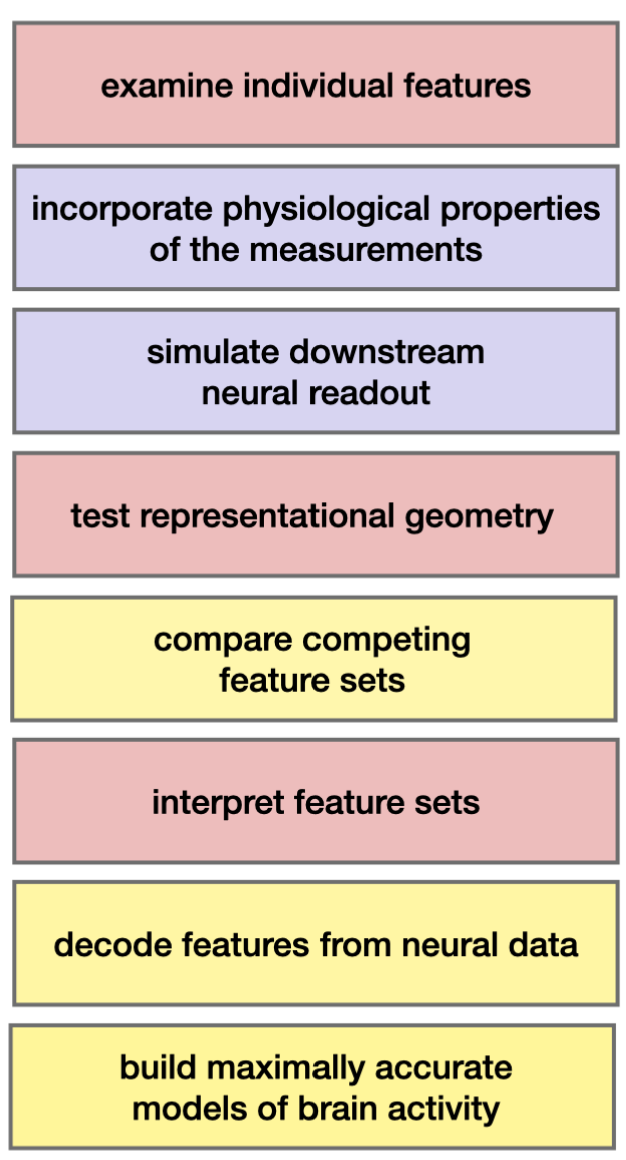 examine individual features
incorporate physiological properties
of the measurements
simulate downstream
neural readout
test representational geometry
compare competing
feature sets
interpret feature sets
decode features from neural data
build maximally accurate
models of brain activity